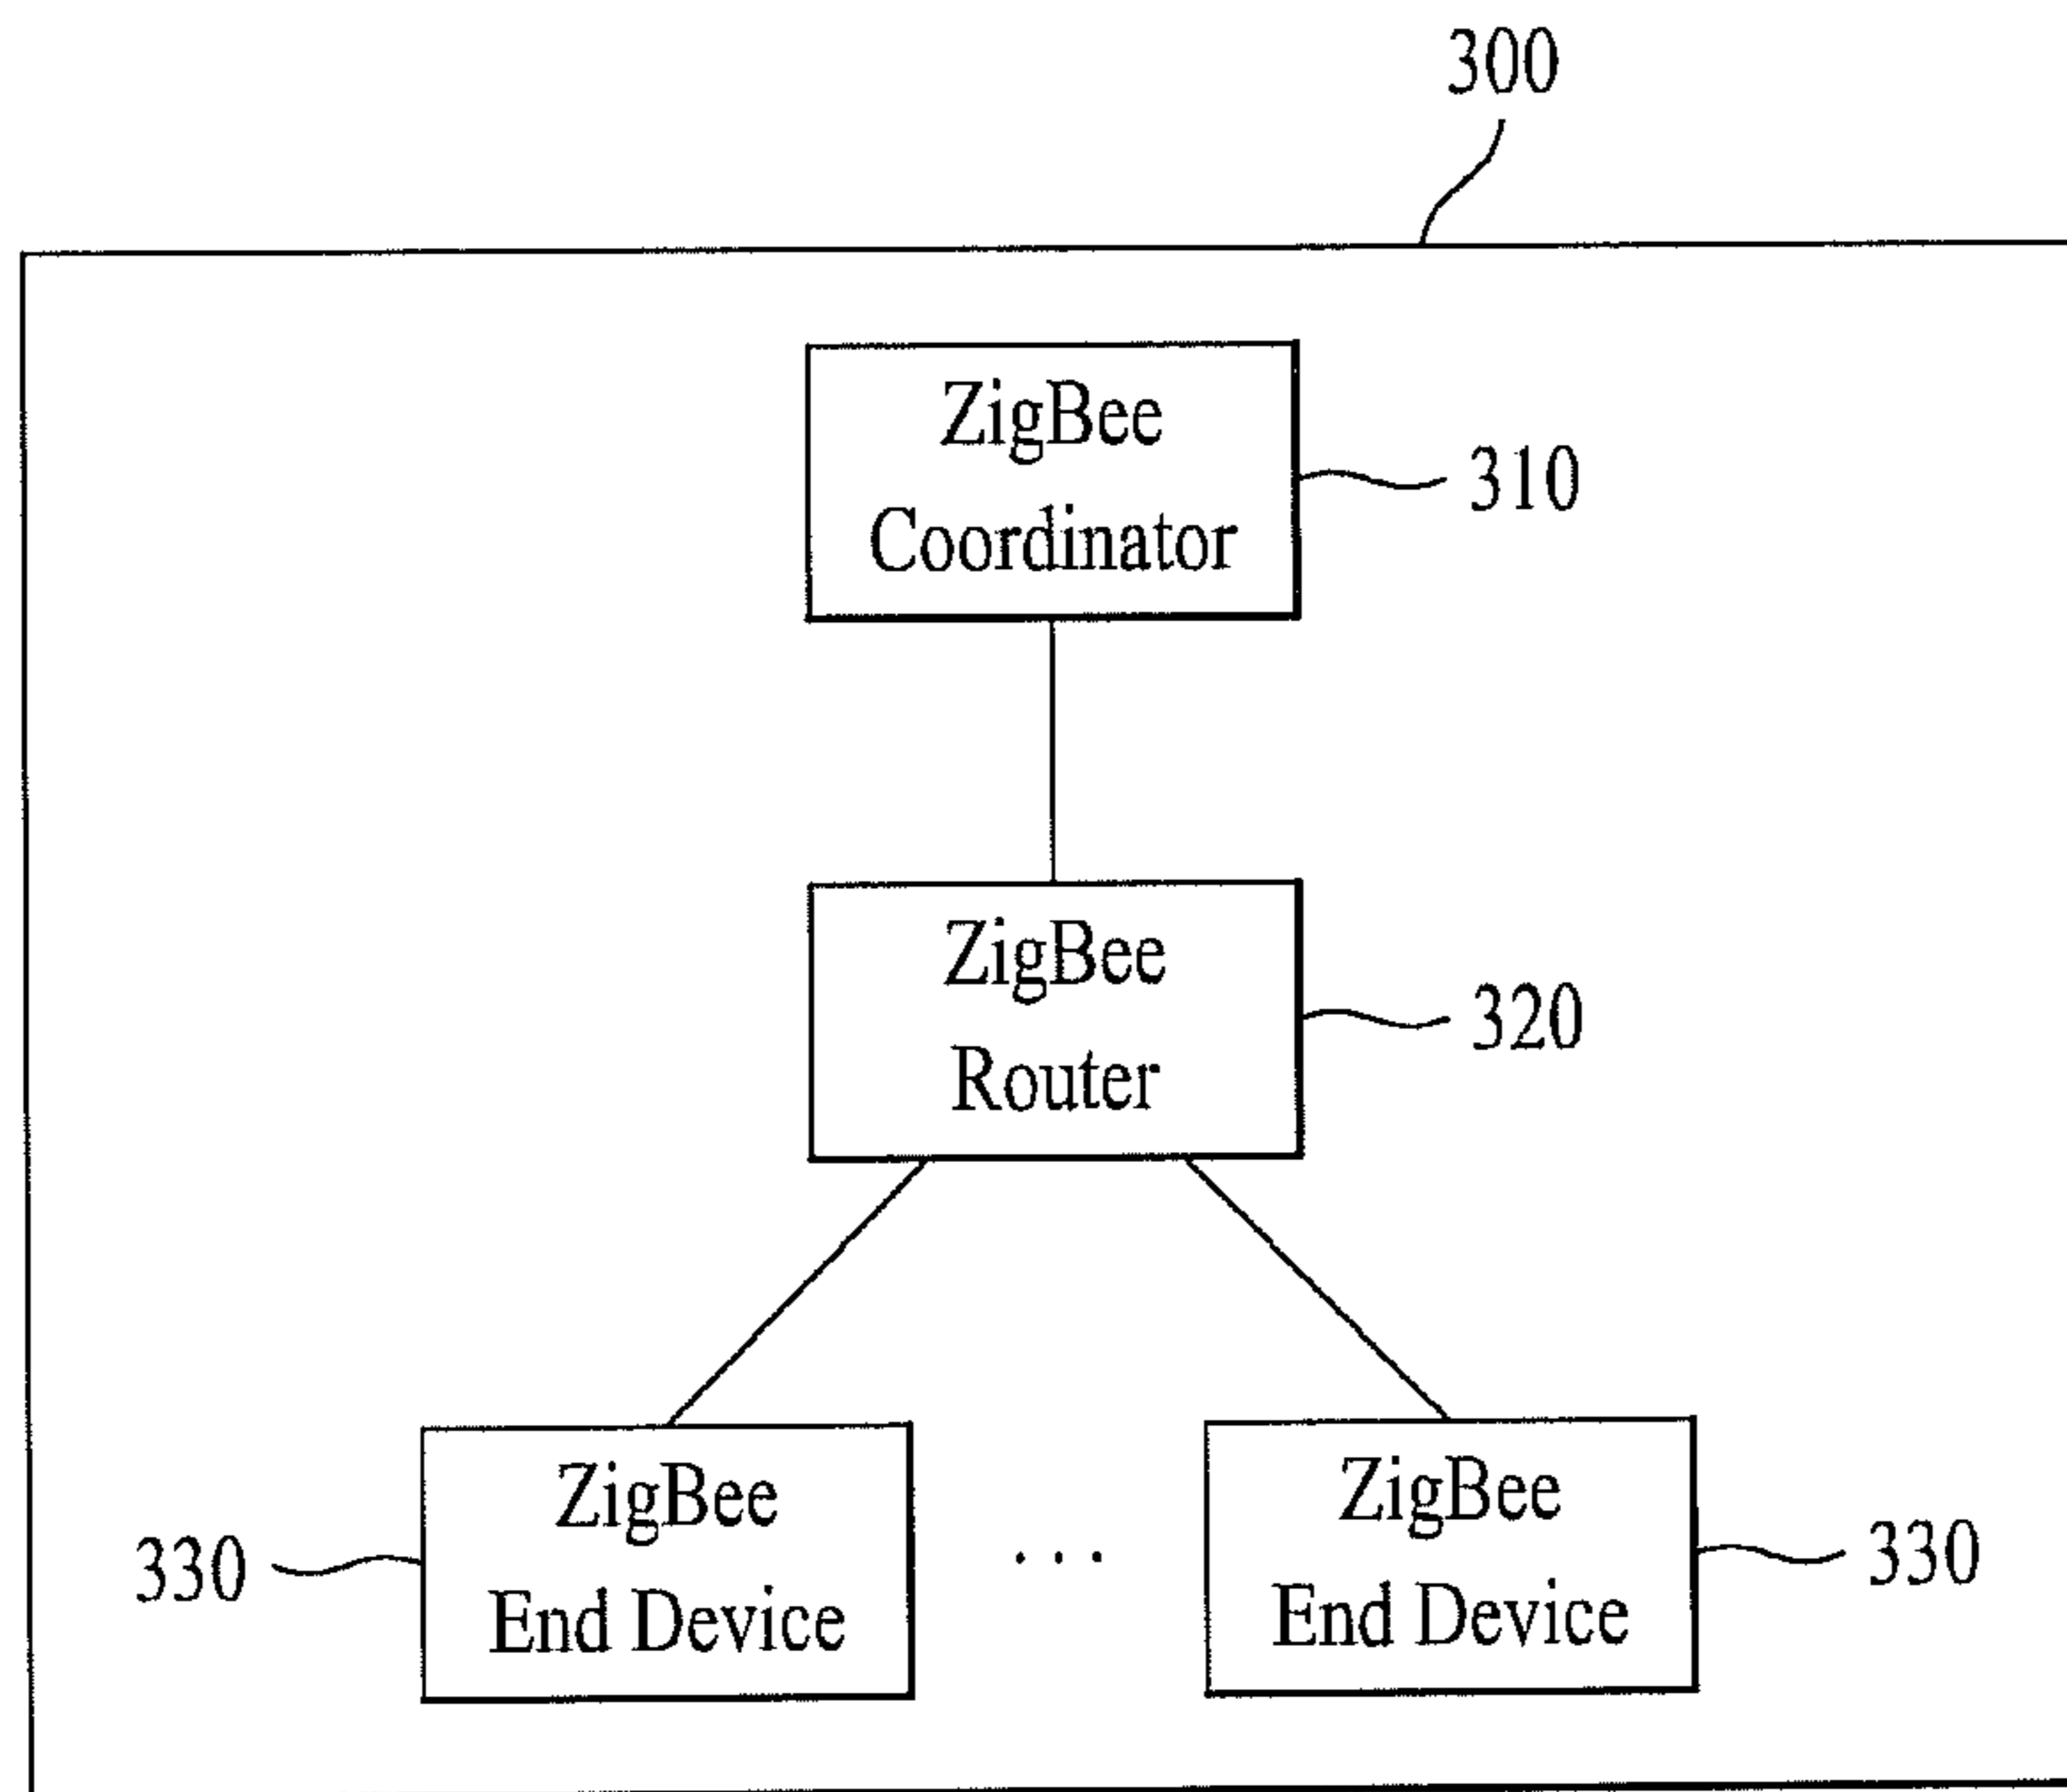 300
ZigBee
Coordinator
310
ZigBee
Router
320
330
ZigBee
End Device
...
ZigBee
End Device
330